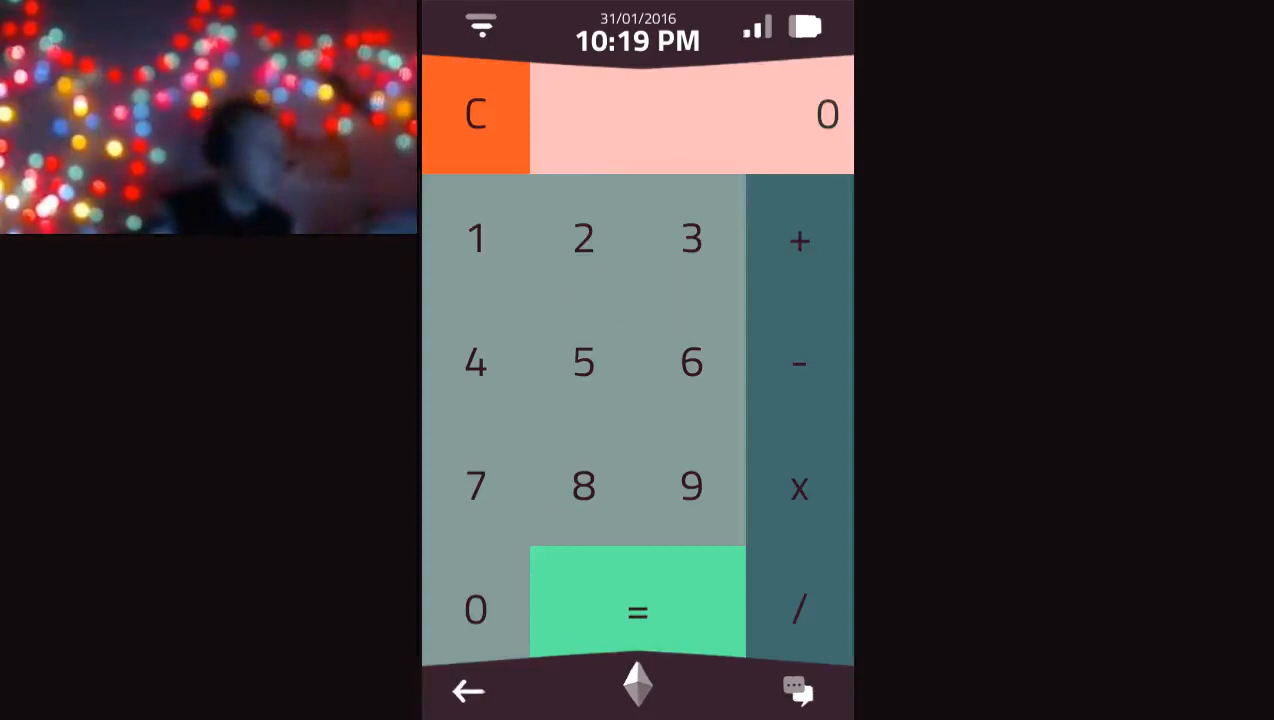 31/01/2016
10:19 PM
C 0
1 2 3 +
4 5 6 -
7 8 9 x
0 = /